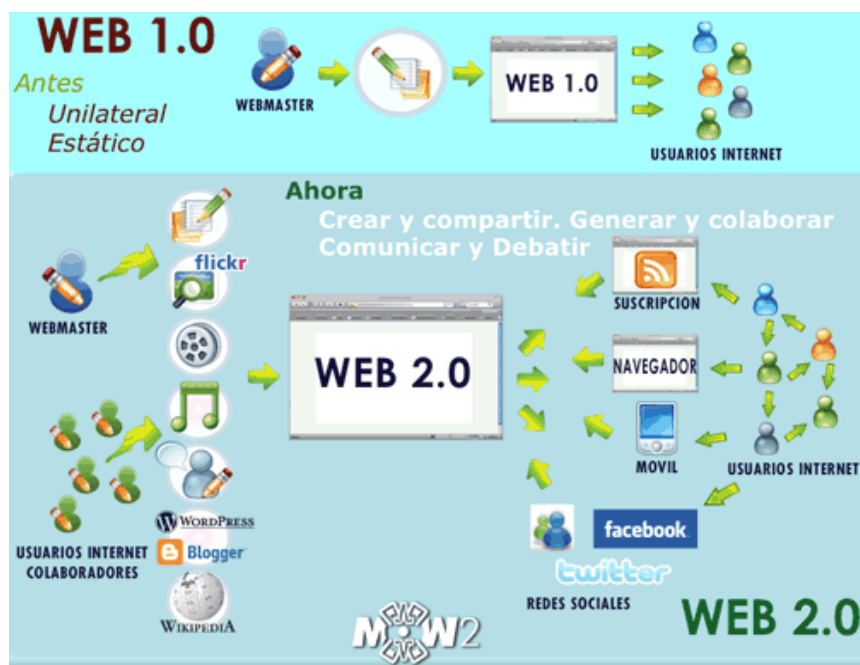 WEB 1.0
Antes
Unilateral
Estático
WEBMASTER
WEB 1.0
USUARIOS INTERNET
Ahora
Crear y compartir. Generar y colaborar
Comunicar y Debatir
flickr
WEBMASTER
WEB 2.0
SUSCRIPCION
NAVEGADOR
MOVIL
USUARIOS INTERNET
USUARIOS INTERNET
COLABORADORES
WORDPRESS
Blogger
WIKIPEDIA
facebook
twitter
REDES SOCIALES
MOW2
WEB 2.0